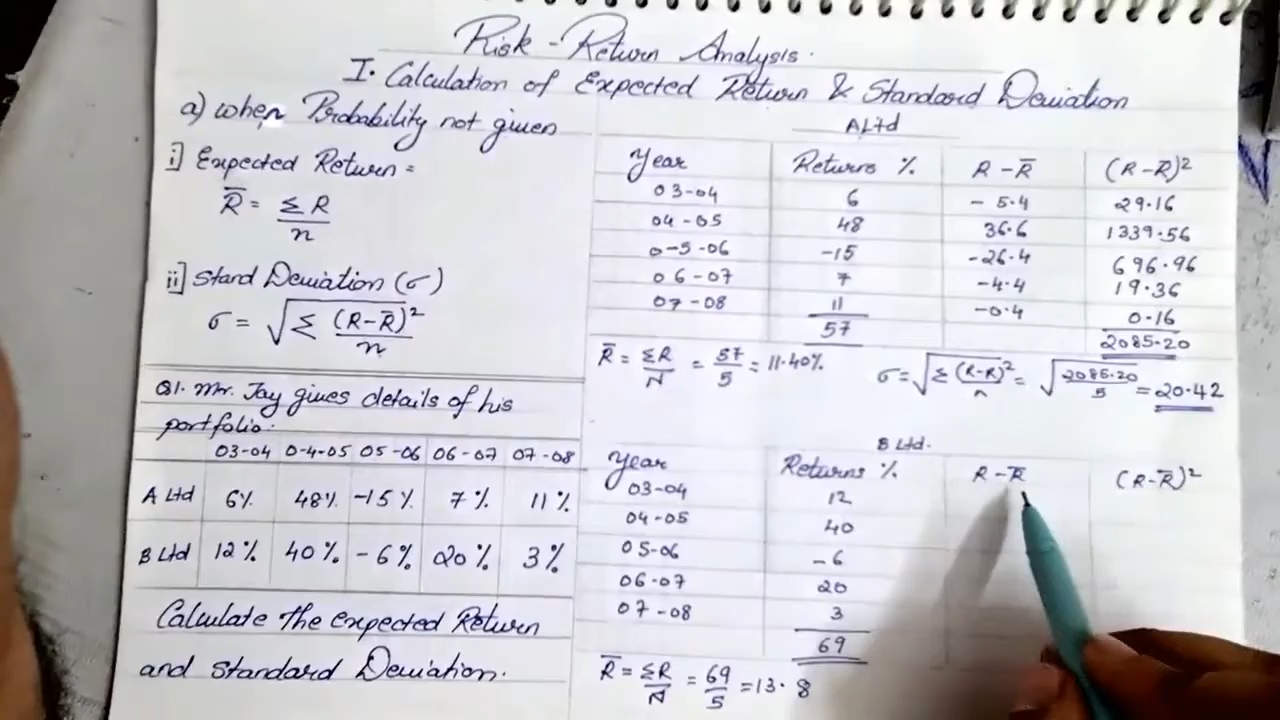 Risk - Return Analysis.
I. Calculation of Expected Return & Standard Deviation
a) when Probability not given
i] Expected Return =
R̅ = ΣR / n
ii] Stard Deviation (σ)
σ = √Σ (R-R̅)² / n
Q1. Mr. Jay gives details of his
portfolio:
03-04 0-4-05 05-06 06-07 07-08
A Ltd 6% 48% -15% 7% 11%
B Ltd 12% 40% -6% 20% 3%
Calculate the expected Return
and standard Deviation.
A Ltd
Year Returns % R - R̅ (R-R̅)²
03-04 6 - 5.4 29.16
04-05 48 36.6 1339.56
0-5-06 -15 -26.4 696.96
06-07 7 -4.4 19.36
07-08 11 -0.4 0.16
57 2085.20
R̅ = ΣR / N = 57 / 5 = 11.40% σ = √Σ (R-R)² / n = √2085.20 / 5 = 20.42
B Ltd.
Year Returns % R - R̅ (R-R̅)²
03-04 12
04-05 40
05-06 -6
06-07 20
07-08 3
69
R̅ = ΣR / N = 69 / 5 = 13.8